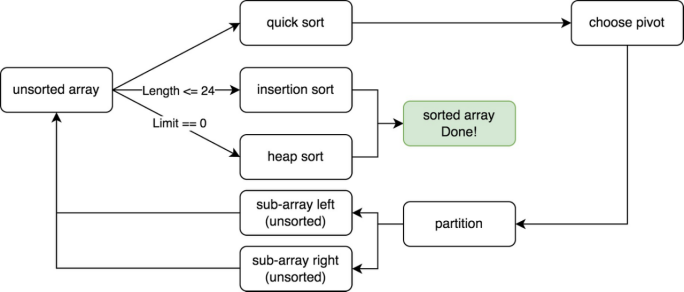 quick sort
choose pivot
unsorted array
Length <= 24
insertion sort
sorted array
Done!
Limit == 0
heap sort
sub-array left
(unsorted)
partition
sub-array right
(unsorted)